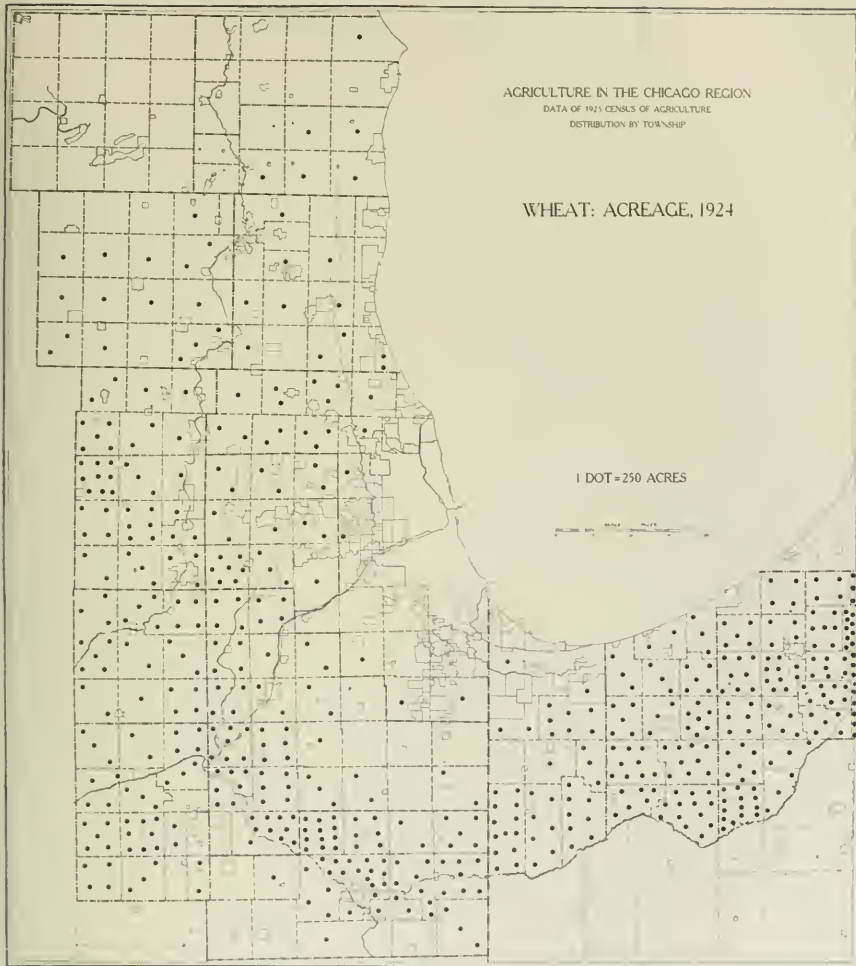 AGRICULTURE IN THE CHICAGO REGION
DATA OF 1925 CENSUS OF AGRICULTURE
DISTRIBUTION BY TOWNSHIP
WHEAT: ACREAGE, 1924
1 DOT = 250 ACRES